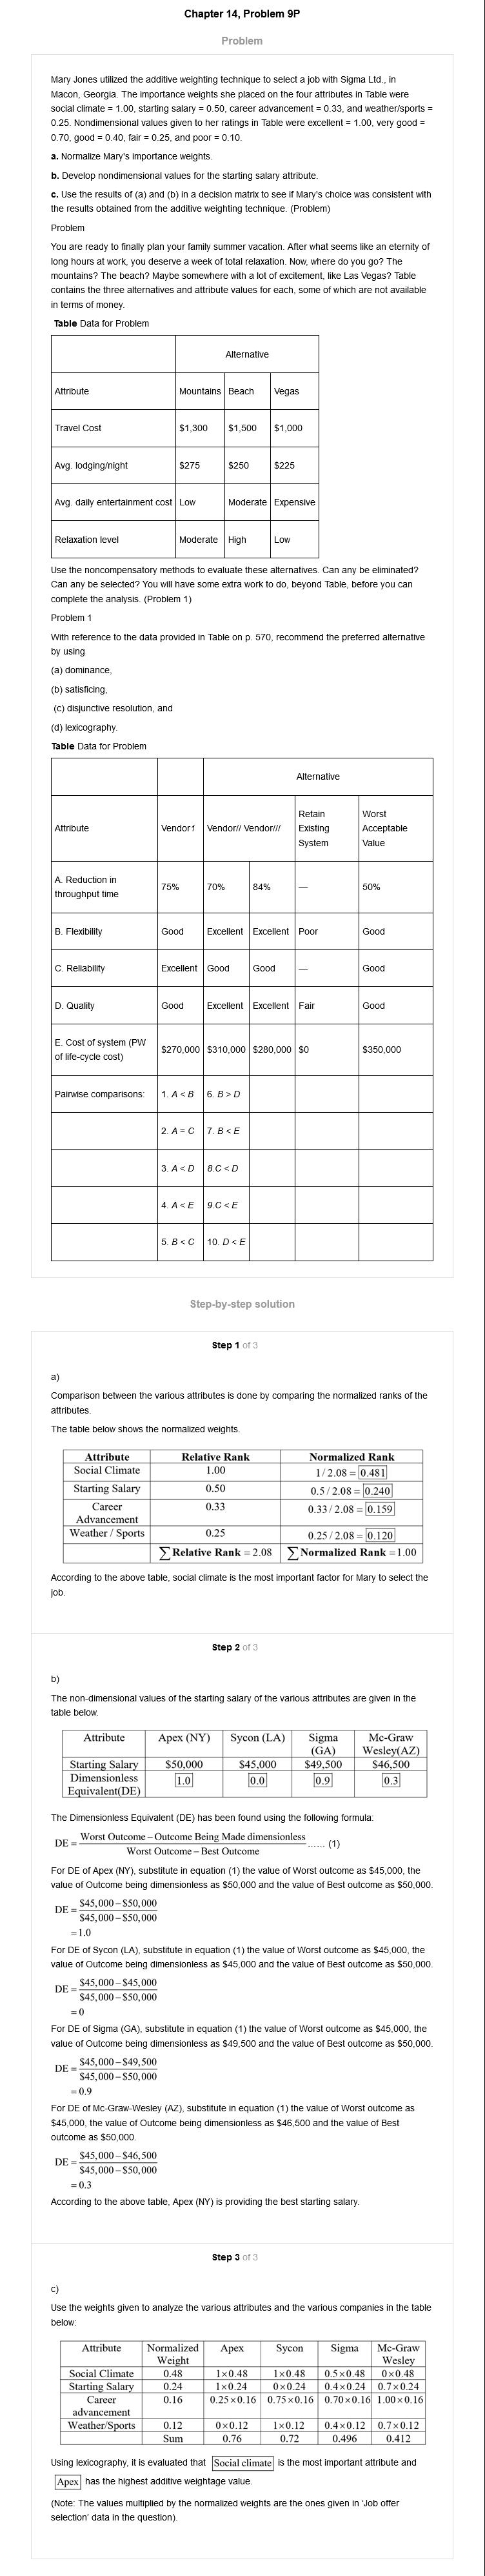 Chapter 14, Problem 9P
Problem
Mary Jones utilized the additive weighting technique to select a job with Sigma Ltd., in
Macon, Georgia. The importance weights she placed on the four attributes in Table were
social climate = 1.00, starting salary = 0.50, career advancement = 0.33, and weather/sports =
0.25. Nondimensional values given to her ratings in Table were excellent = 1.00, very good =
0.70, good = 0.40, fair = 0.25, and poor = 0.10.
a. Normalize Mary's importance weights.
b. Develop nondimensional values for the starting salary attribute.
c. Use the results of (a) and (b) in a decision matrix to see if Mary's choice was consistent with
the results obtained from the additive weighting technique. (Problem)
Problem
You are ready to finally plan your family summer vacation. After what seems like an eternity of
long hours at work, you deserve a week of total relaxation. Now, where do you go? The
mountains? The beach? Maybe somewhere with a lot of excitement, like Las Vegas? Table
contains the three alternatives and attribute values for each, some of which are not available
in terms of money.
Table Data for Problem
Alternative
Attribute Mountains Beach Vegas
Travel Cost $1,300 $1,500 $1,000
Avg. lodging/night $275 $250 $225
Avg. daily entertainment cost Low Moderate Expensive
Relaxation level Moderate High Low
Use the noncompensatory methods to evaluate these alternatives. Can any be eliminated?
Can any be selected? You will have some extra work to do, beyond Table, before you can
complete the analysis. (Problem 1)
Problem 1
With reference to the data provided in Table on p. 570, recommend the preferred alternative
by using
(a) dominance,
(b) satisficing,
(c) disjunctive resolution, and
(d) lexicography.
Table Data for Problem
Alternative
Attribute Vendor1 Vendor// Vendor/// Retain Existing System Worst Acceptable Value
A. Reduction in throughput time 75% 70% 84% — 50%
B. Flexibility Good Excellent Excellent Poor Good
C. Reliability Excellent Good Good — Good
D. Quality Good Excellent Excellent Fair Good
E. Cost of system (PW of life-cycle cost) $270,000 $310,000 $280,000 $0 $350,000
Pairwise comparisons: 1. A < B 6. B > D
2. A = C 7. B < E
3. A < D 8.C < D
4. A < E 9.C < E
5. B < C 10. D < E
Step-by-step solution
Step 1 of 3
a)
Comparison between the various attributes is done by comparing the normalized ranks of the
attributes.
The table below shows the normalized weights.
Attribute Relative Rank Normalized Rank
Social Climate 1.00 1 / 2.08 = 0.481
Starting Salary 0.50 0.5 / 2.08 = 0.240
Career Advancement 0.33 0.33 / 2.08 = 0.159
Weather / Sports 0.25 0.25 / 2.08 = 0.120
∑ Relative Rank = 2.08 ∑ Normalized Rank = 1.00
According to the above table, social climate is the most important factor for Mary to select the
job.
Step 2 of 3
b)
The non-dimensional values of the starting salary of the various attributes are given in the
table below.
Attribute Apex (NY) Sycon (LA) Sigma (GA) Mc-Graw Wesley(AZ)
Starting Salary $50,000 $45,000 $49,500 $46,500
Dimensionless Equivalent(DE) 1.0 0.0 0.9 0.3
The Dimensionless Equivalent (DE) has been found using the following formula:
DE = Worst Outcome – Outcome Being Made dimensionless / Worst Outcome – Best Outcome ...... (1)
For DE of Apex (NY), substitute in equation (1) the value of Worst outcome as $45,000, the
value of Outcome being dimensionless as $50,000 and the value of Best outcome as $50,000.
DE = $45,000 – $50,000 / $45,000 – $50,000
= 1.0
For DE of Sycon (LA), substitute in equation (1) the value of Worst outcome as $45,000, the
value of Outcome being dimensionless as $45,000 and the value of Best outcome as $50,000.
DE = $45,000 – $45,000 / $45,000 – $50,000
= 0
For DE of Sigma (GA), substitute in equation (1) the value of Worst outcome as $45,000, the
value of Outcome being dimensionless as $49,500 and the value of Best outcome as $50,000.
DE = $45,000 – $49,500 / $45,000 – $50,000
= 0.9
For DE of Mc-Graw-Wesley (AZ), substitute in equation (1) the value of Worst outcome as
$45,000, the value of Outcome being dimensionless as $46,500 and the value of Best
outcome as $50,000.
DE = $45,000 – $46,500 / $45,000 – $50,000
= 0.3
According to the above table, Apex (NY) is providing the best starting salary.
Step 3 of 3
c)
Use the weights given to analyze the various attributes and the various companies in the table
below:
Attribute Normalized Weight Apex Sycon Sigma Mc-Graw Wesley
Social Climate 0.48 1×0.48 1×0.48 0.5×0.48 0×0.48
Starting Salary 0.24 1×0.24 0×0.24 0.4×0.24 0.7×0.24
Career advancement 0.16 0.25×0.16 0.75×0.16 0.70×0.16 1.00×0.16
Weather/Sports 0.12 0×0.12 1×0.12 0.4×0.12 0.7×0.12
Sum 0.76 0.72 0.496 0.412
Using lexicography, it is evaluated that Social climate is the most important attribute and
Apex has the highest additive weightage value.
(Note: The values multiplied by the normalized weights are the ones given in 'Job offer
selection' data in the question).